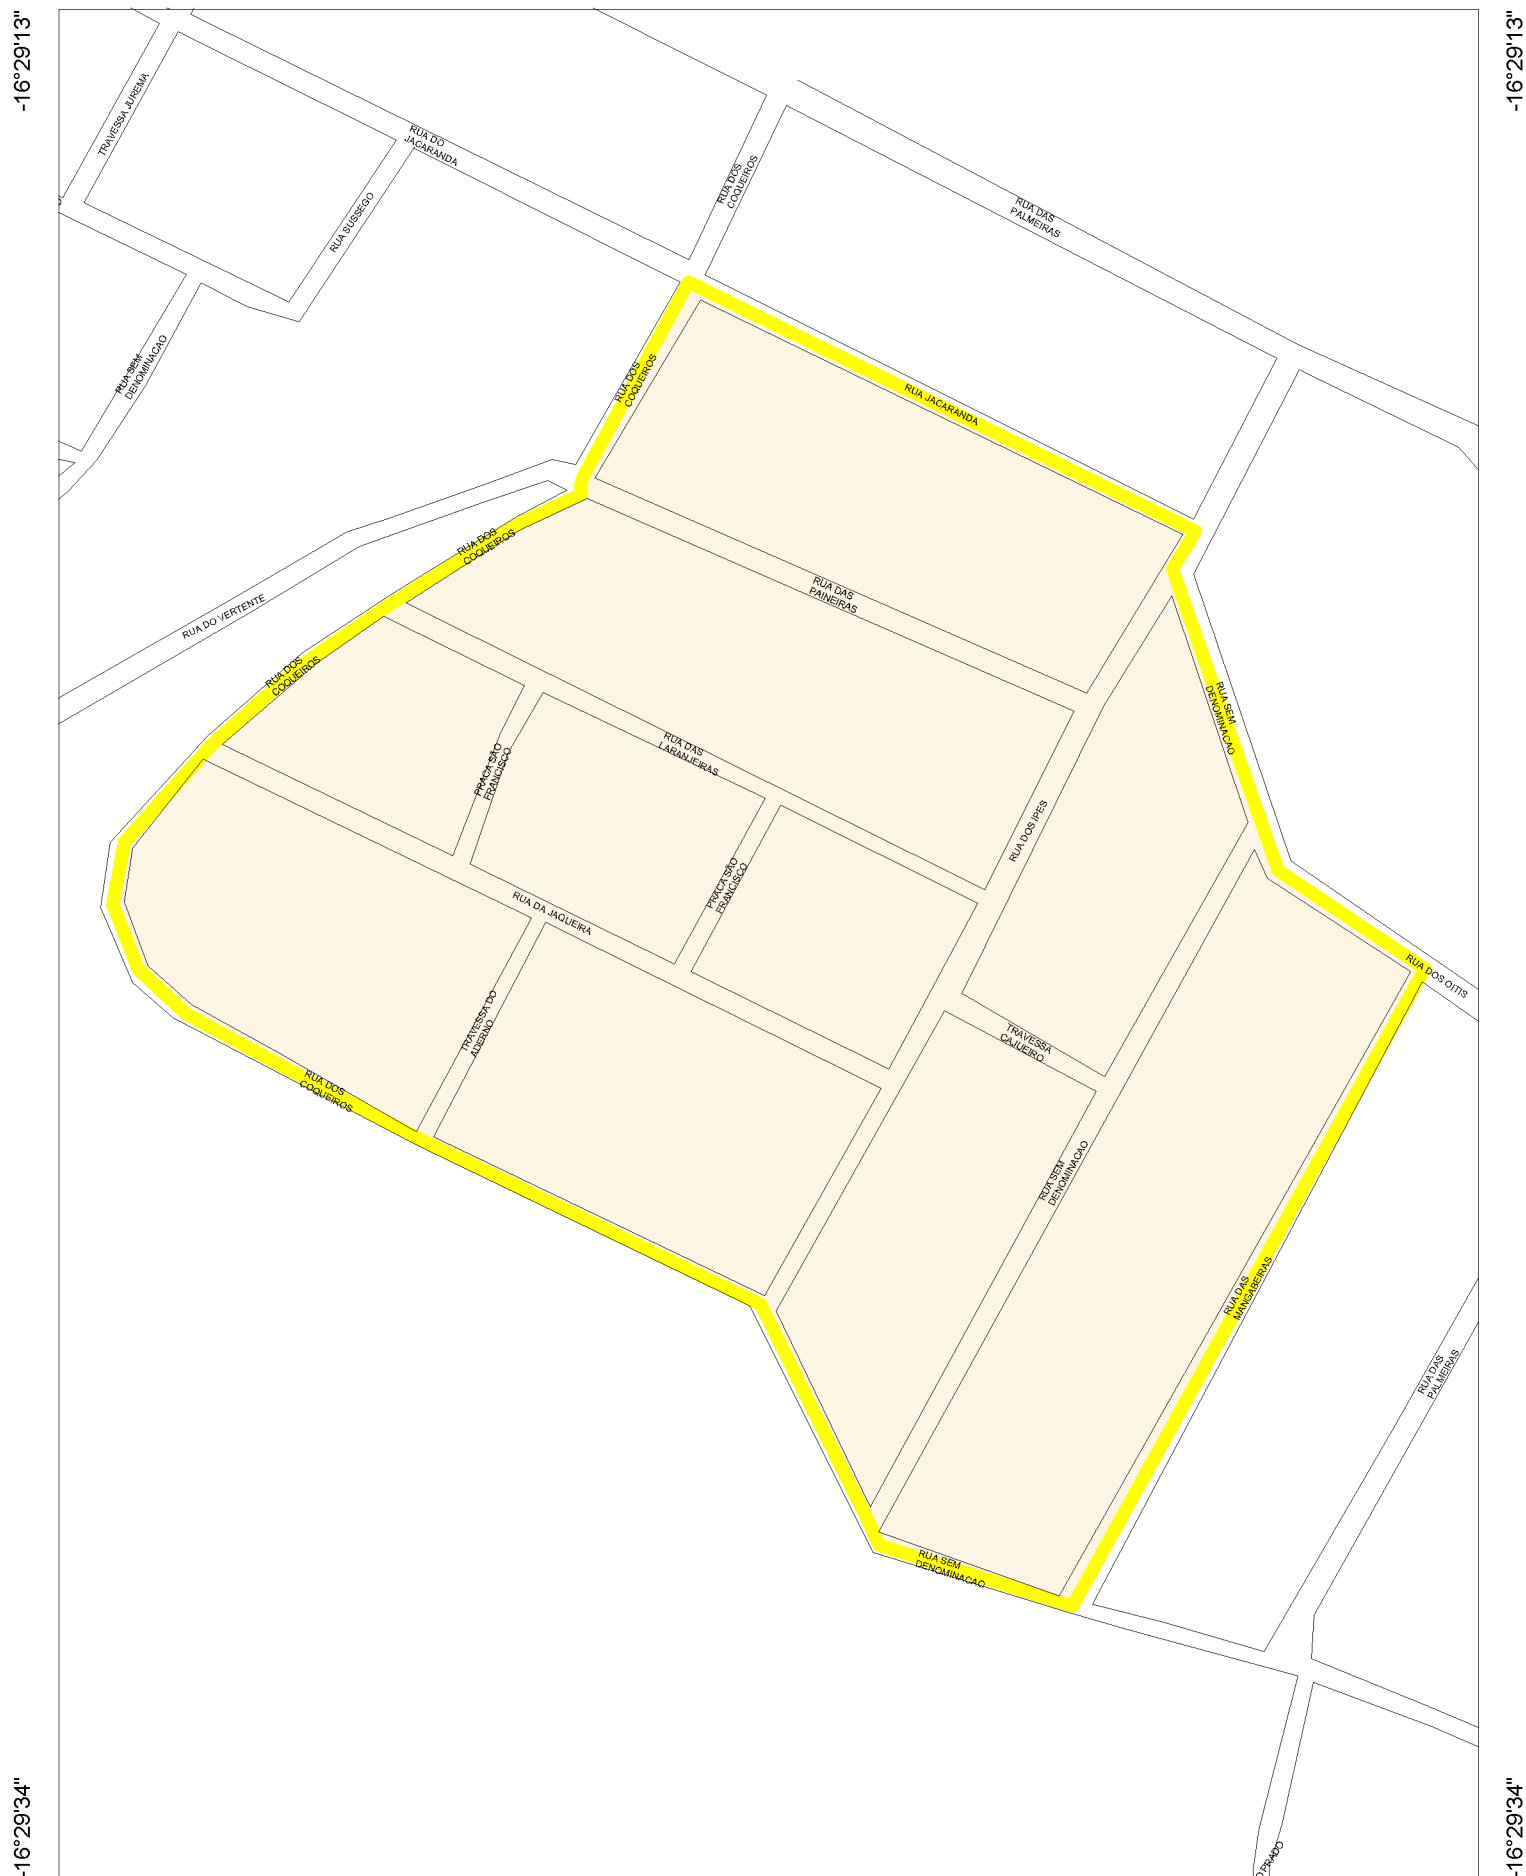 -16°29'13"
-16°29'13"
TRAVESSA JUREMA
RUA DO
JACARANDA
RUA DOS
COQUEIROS
RUA SUSSEGO
RUA DAS
PALMEIRAS
RUA SEM
DENOMINACAO
RUA DOS
COQUEIROS
RUA JACARANDA
RUA DOS
COQUEIROS
RUA DAS
PAINEIRAS
RUA DO VERTENTE
RUA DOS
COQUEIROS
RUA SEM
DENOMINACAO
PRACA SÃO
FRANCISCO
RUA DAS
LARANJEIRAS
RUA DOS IPES
PRACA SÃO
FRANCISCO
RUA DA JAQUEIRA
RUA DOS OITIS
TRAVESSA DO
ADERNO
TRAVESSA
CAJUEIRO
RUA DOS
COQUEIROS
RUA SEM
DENOMINACAO
RUA DAS
MANGABEIRAS
RUA DAS
PALMEIRAS
RUA SEM
DENOMINACAO
-16°29'34"
-16°29'34"
PRADO